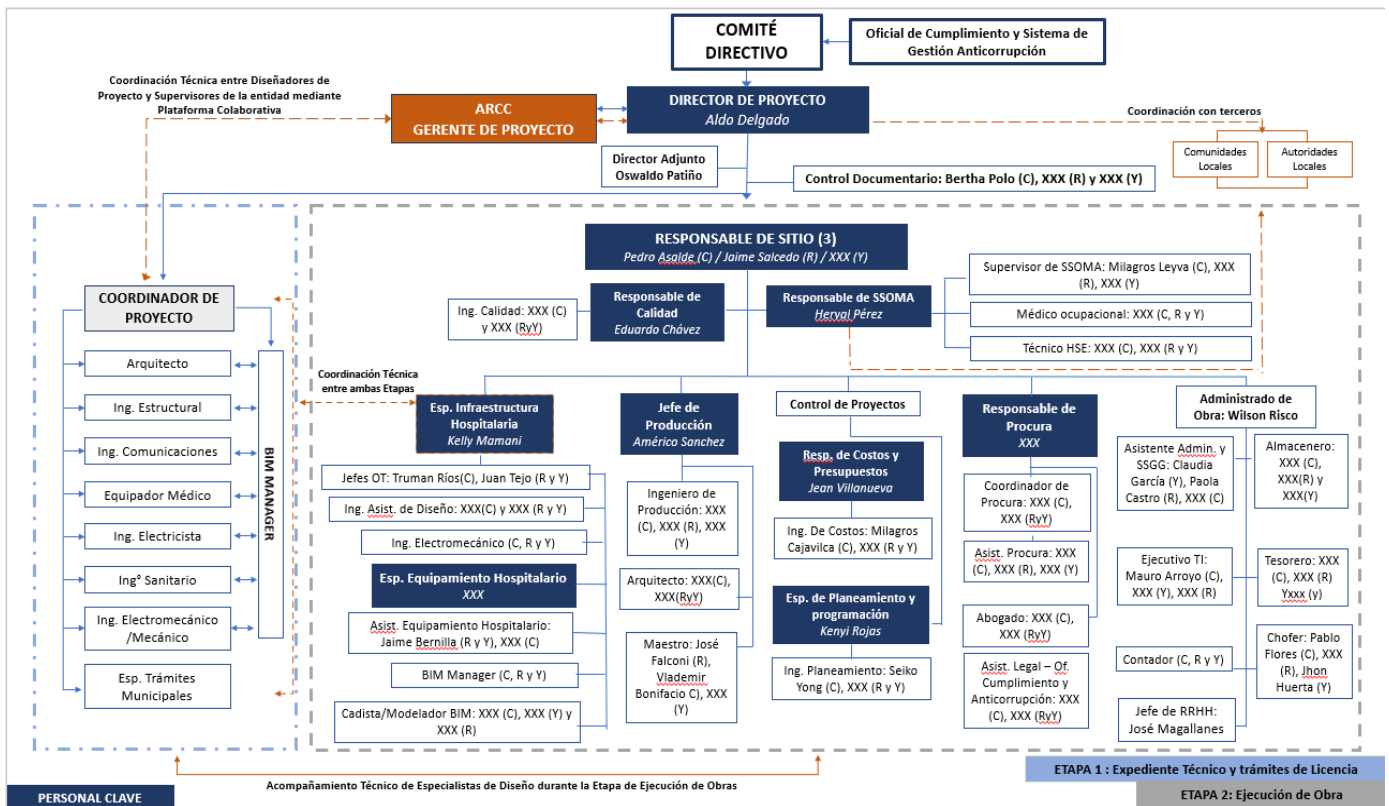 COMITÉ
DIRECTIVO
Oficial de Cumplimiento y Sistema de
Gestión Anticorrupción
Coordinación Técnica entre Diseñadores de
Proyecto y Supervisores de la entidad mediante
Plataforma Colaborativa
ARCC
GERENTE DE PROYECTO
DIRECTOR DE PROYECTO
Aldo Delgado
Coordinación con terceros
Comunidades
Locales
Autoridades
Locales
Director Adjunto
Oswaldo Patiño
Control Documentario: Bertha Polo (C), XXX (R) y XXX (Y)
RESPONSABLE DE SITIO (3)
Pedro Asalde (C) / Jaime Salcedo (R) / XXX (Y)
Ing. Calidad: XXX (C)
y XXX (RyY)
Responsable de
Calidad
Eduardo Chávez
Responsable de SSOMA
Herval Pérez
Supervisor de SSOMA: Milagros Leyva (C), XXX
(R), XXX (Y)
Médico ocupacional: XXX (C, R y Y)
Técnico HSE: XXX (C), XXX (R y Y)
COORDINADOR DE
PROYECTO
Arquitecto
Ing. Estructural
Ing. Comunicaciones
Equipador Médico
Ing. Electricista
Ing° Sanitario
Ing. Electromecánico
/Mecánico
Esp. Trámites
Municipales
BIM MANAGER
Coordinación Técnica
entre ambas Etapas
Esp. Infraestructura
Hospitalaria
Kelly Mamani
Jefes OT: Truman Ríos(C), Juan Tejo (R y Y)
Ing. Asist. de Diseño: XXX(C) y XXX (R y Y)
Ing. Electromecánico (C, R y Y)
Esp. Equipamiento Hospitalario
XXX
Asist. Equipamiento Hospitalario:
Jaime Bernilla (R y Y), XXX (C)
BIM Manager (C, R y Y)
Cadista/Modelador BIM: XXX (C), XXX (Y) y
XXX (R)
Jefe de
Producción
Américo Sanchez
Ingeniero de
Producción: XXX
(C), XXX (R), XXX
(Y)
Arquitecto: XXX(C),
XXX(RyY)
Maestro: José
Falconi (R), Vlademir
Bonifacio C), XXX
(Y)
Control de Proyectos
Resp. de Costos y
Presupuestos
Jean Villanueva
Ing. De Costos: Milagros
Cajavilca (C), XXX (R y Y)
Esp. de Planeamiento y
programación
Kenyi Rojas
Ing. Planeamiento: Seiko
Yong (C), XXX (R y Y)
Responsable de
Procura
XXX
Coordinador de
Procura: XXX (C),
XXX (RyY)
Asist. Procura: XXX
(C), XXX (R), XXX (Y)
Abogado: XXX (C),
XXX (RyY)
Asist. Legal – Of.
Cumplimiento y
Anticorrupción: XXX
(C), XXX (RyY)
Administrado de
Obra: Wilson Risco
Asistente Admin. y
SSGG: Claudia
García (Y), Paola
Castro (R), XXX (C)
Almacenero:
XXX (C),
XXX(R) y
XXX(Y)
Ejecutivo TI:
Mauro Arroyo (C),
XXX (Y), XXX (R)
Tesorero: XXX
(C), XXX (R)
Yxxx (y)
Contador (C, R y Y)
Chofer: Pablo
Flores (C), XXX
(R), Jhon
Huerta (Y)
Jefe de RRHH:
José Magallanes
Acompañamiento Técnico de Especialistas de Diseño durante la Etapa de Ejecución de Obras
ETAPA 1 : Expediente Técnico y trámites de Licencia
ETAPA 2: Ejecución de Obra
PERSONAL CLAVE